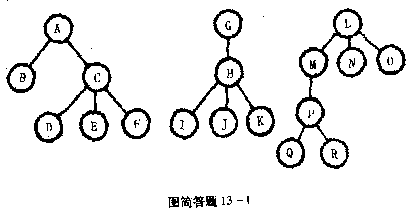 A G L
B C H M N O
D E F I J K P
Q R
图简答题 13-1